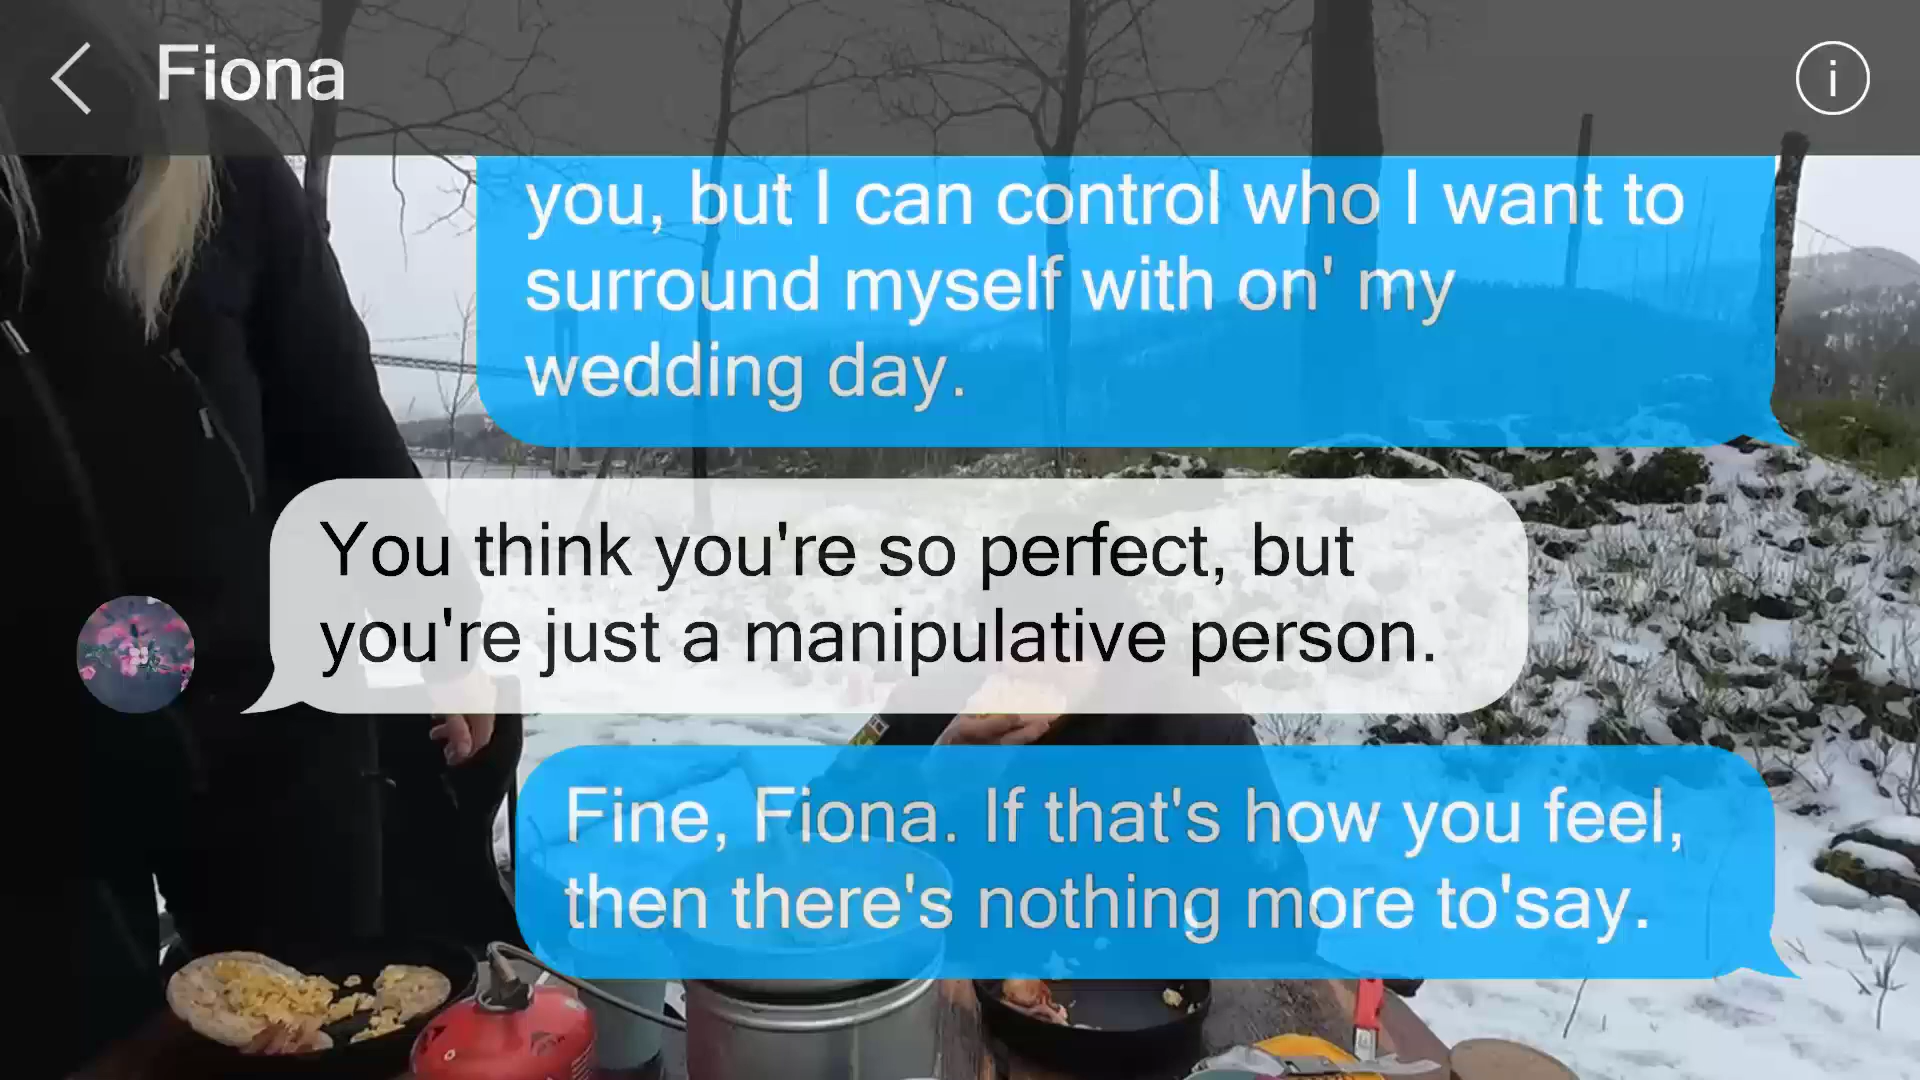 Fiona
you, but I can control who I want to
surround myself with on' my
wedding day.
You think you're so perfect, but
you're just a manipulative person.
Fine, Fiona. If that's how you feel,
then there's nothing more to'say.